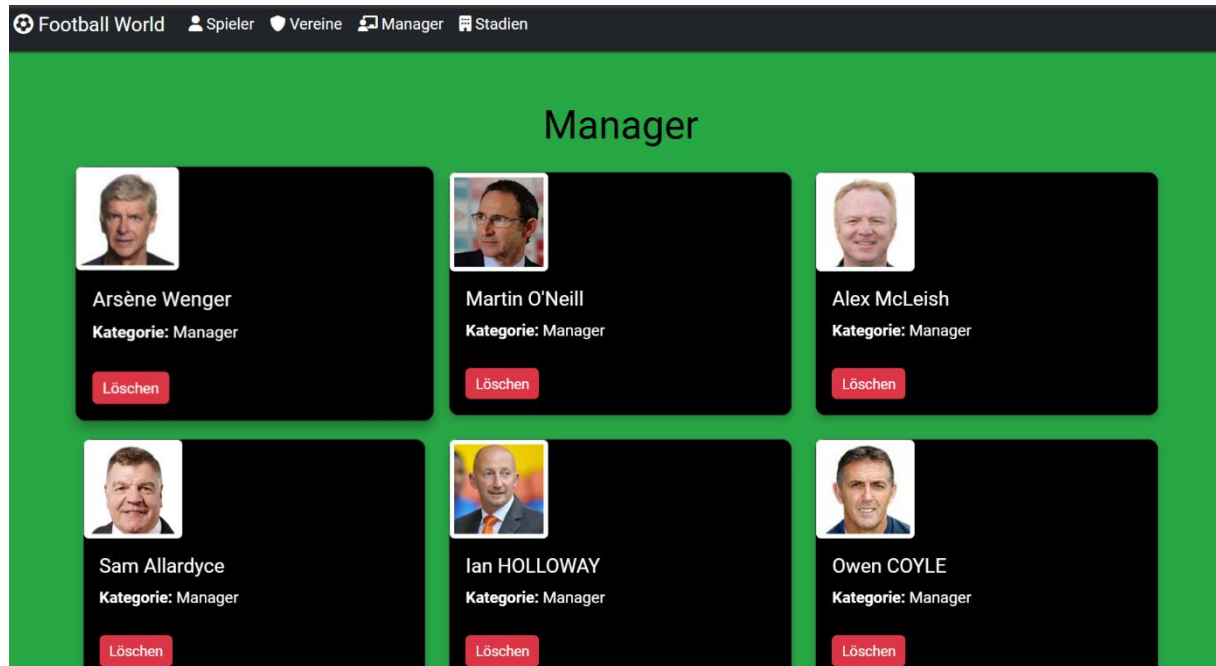 Football World Spieler Vereine Manager Stadien
Manager
Arsène Wenger
Kategorie: Manager
Löschen
Martin O'Neill
Kategorie: Manager
Löschen
Alex McLeish
Kategorie: Manager
Löschen
Sam Allardyce
Kategorie: Manager
Löschen
Ian HOLLOWAY
Kategorie: Manager
Löschen
Owen COYLE
Kategorie: Manager
Löschen